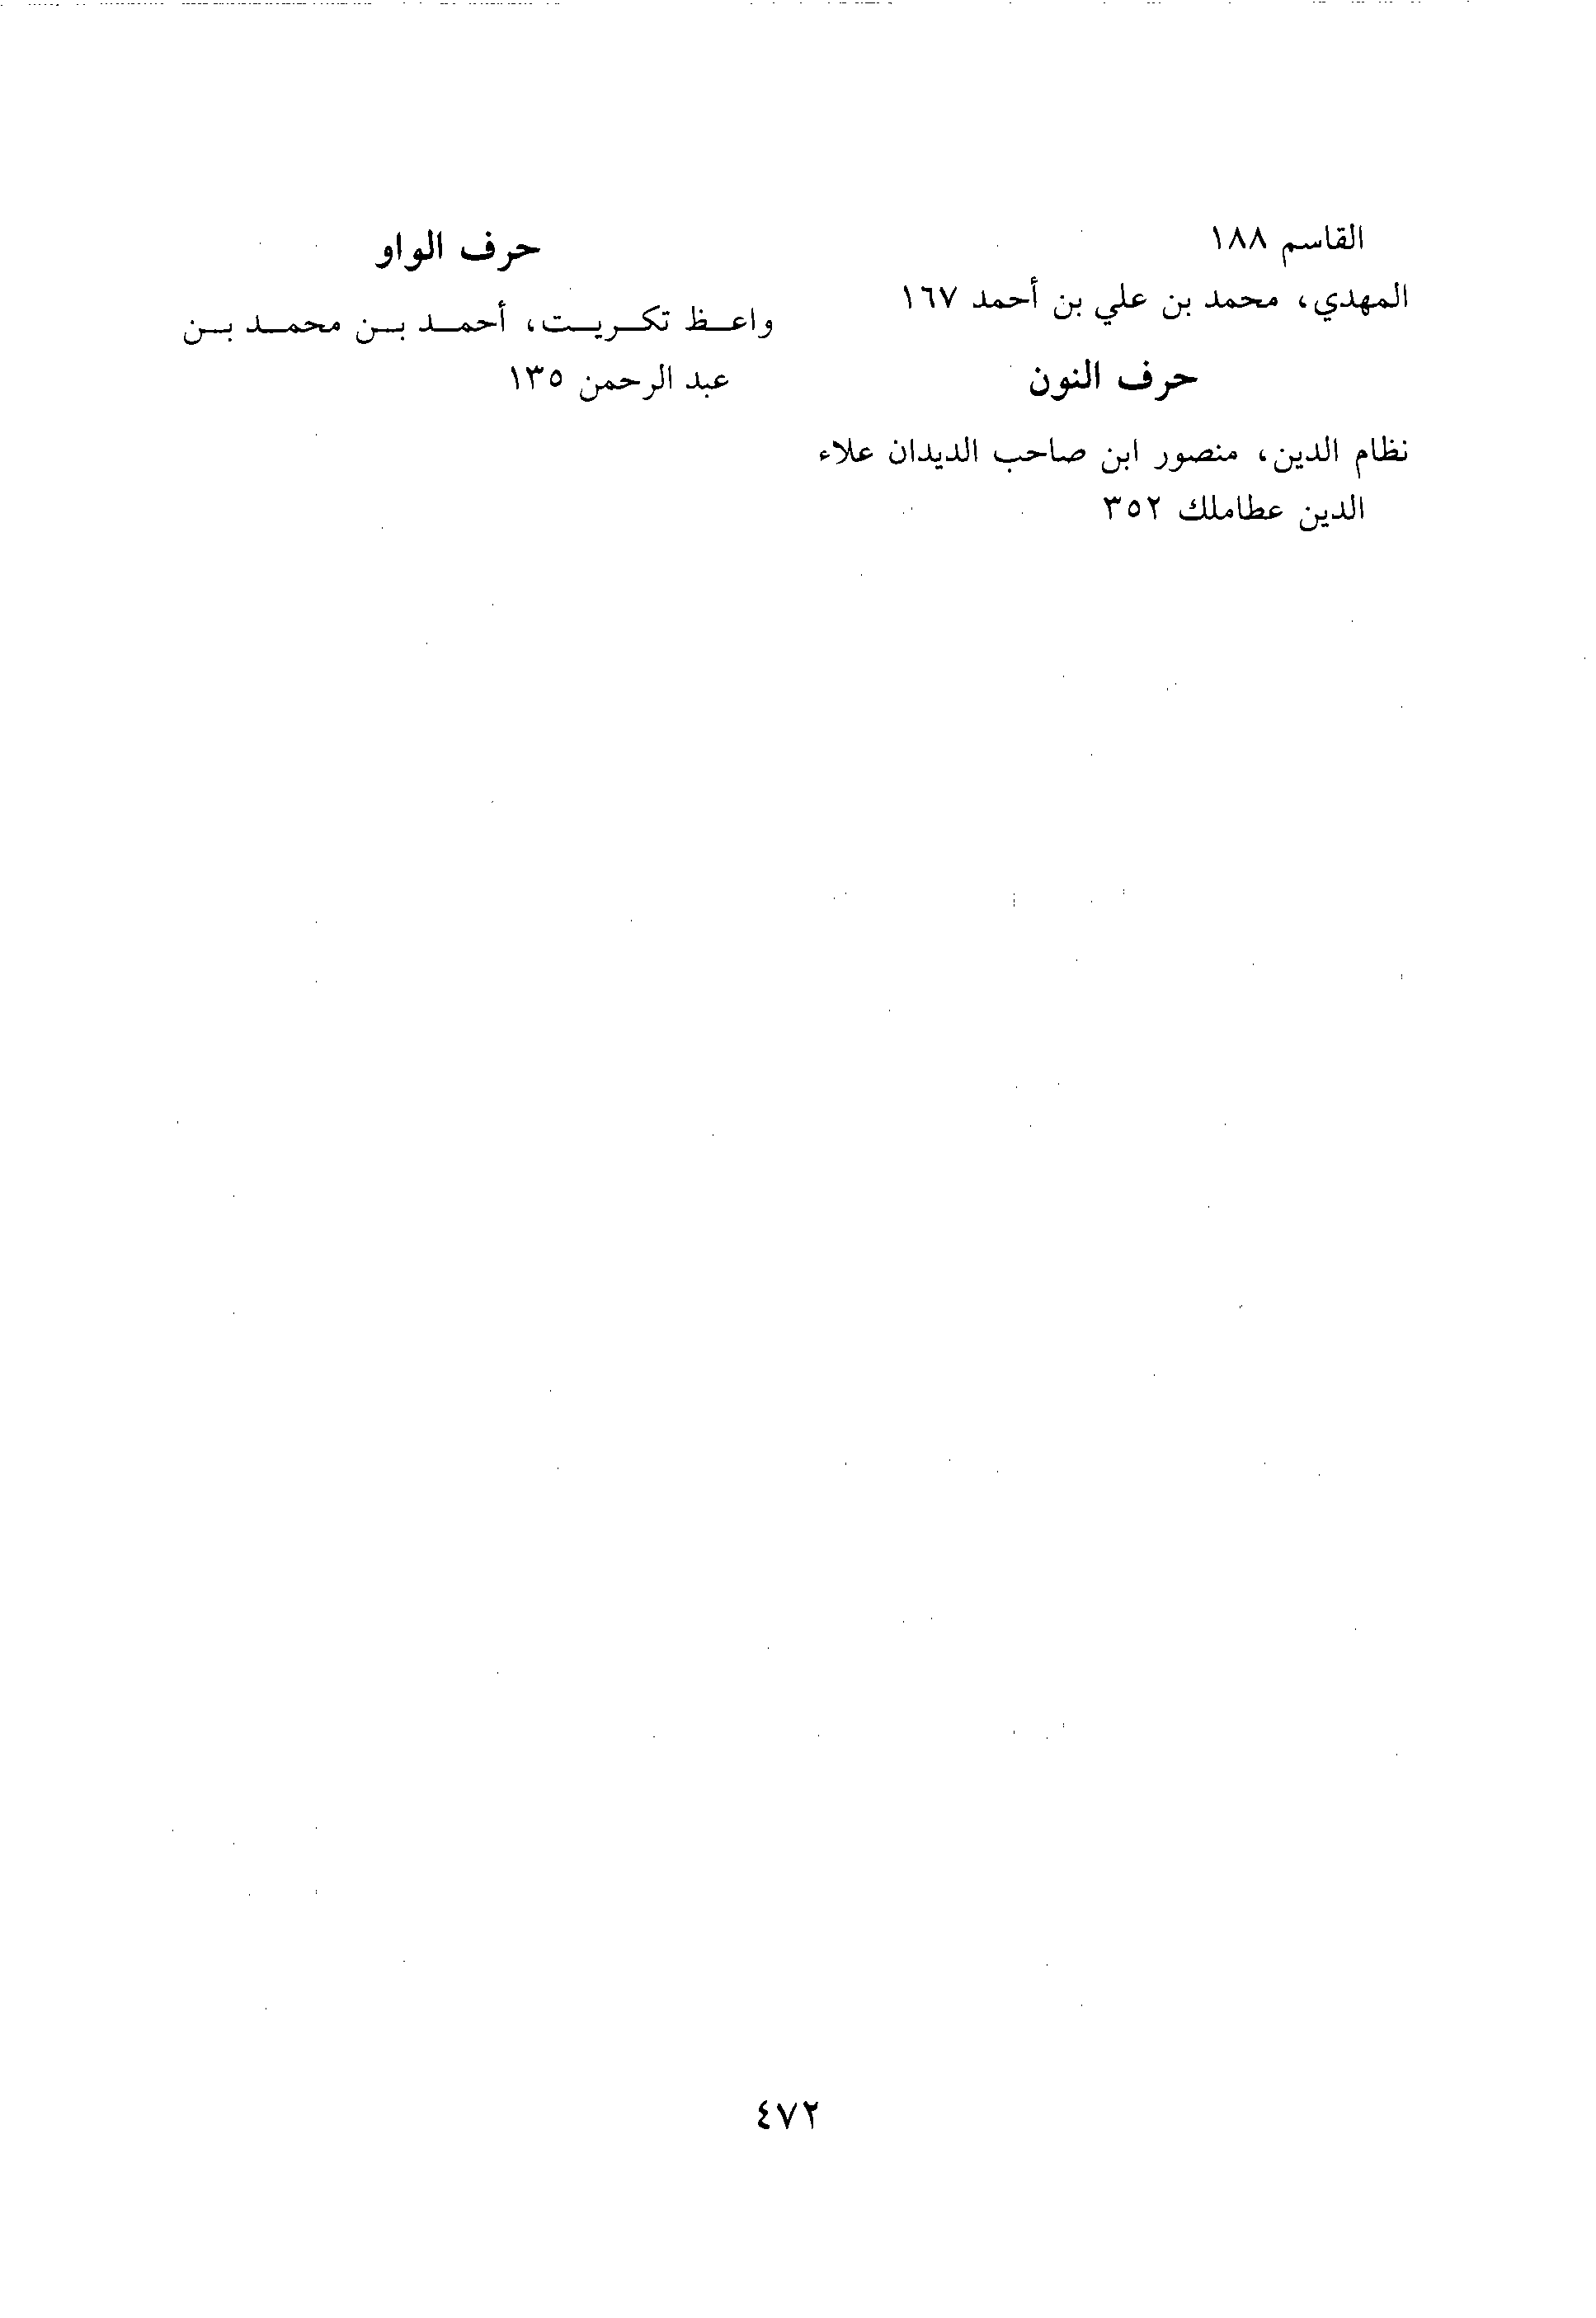 القاسم ١٨٨
المهدي، محمد بن علي بن أحمد ١٦٧
حرف النون
نظام الدين، منصور ابن صاحب الديدان علاء
الدين عطاملك ٣٥٢
حرف الواو
واعظ تكريت، أحمد بن محمد بن
عبد الرحمن ١٣٥
٤٧٢